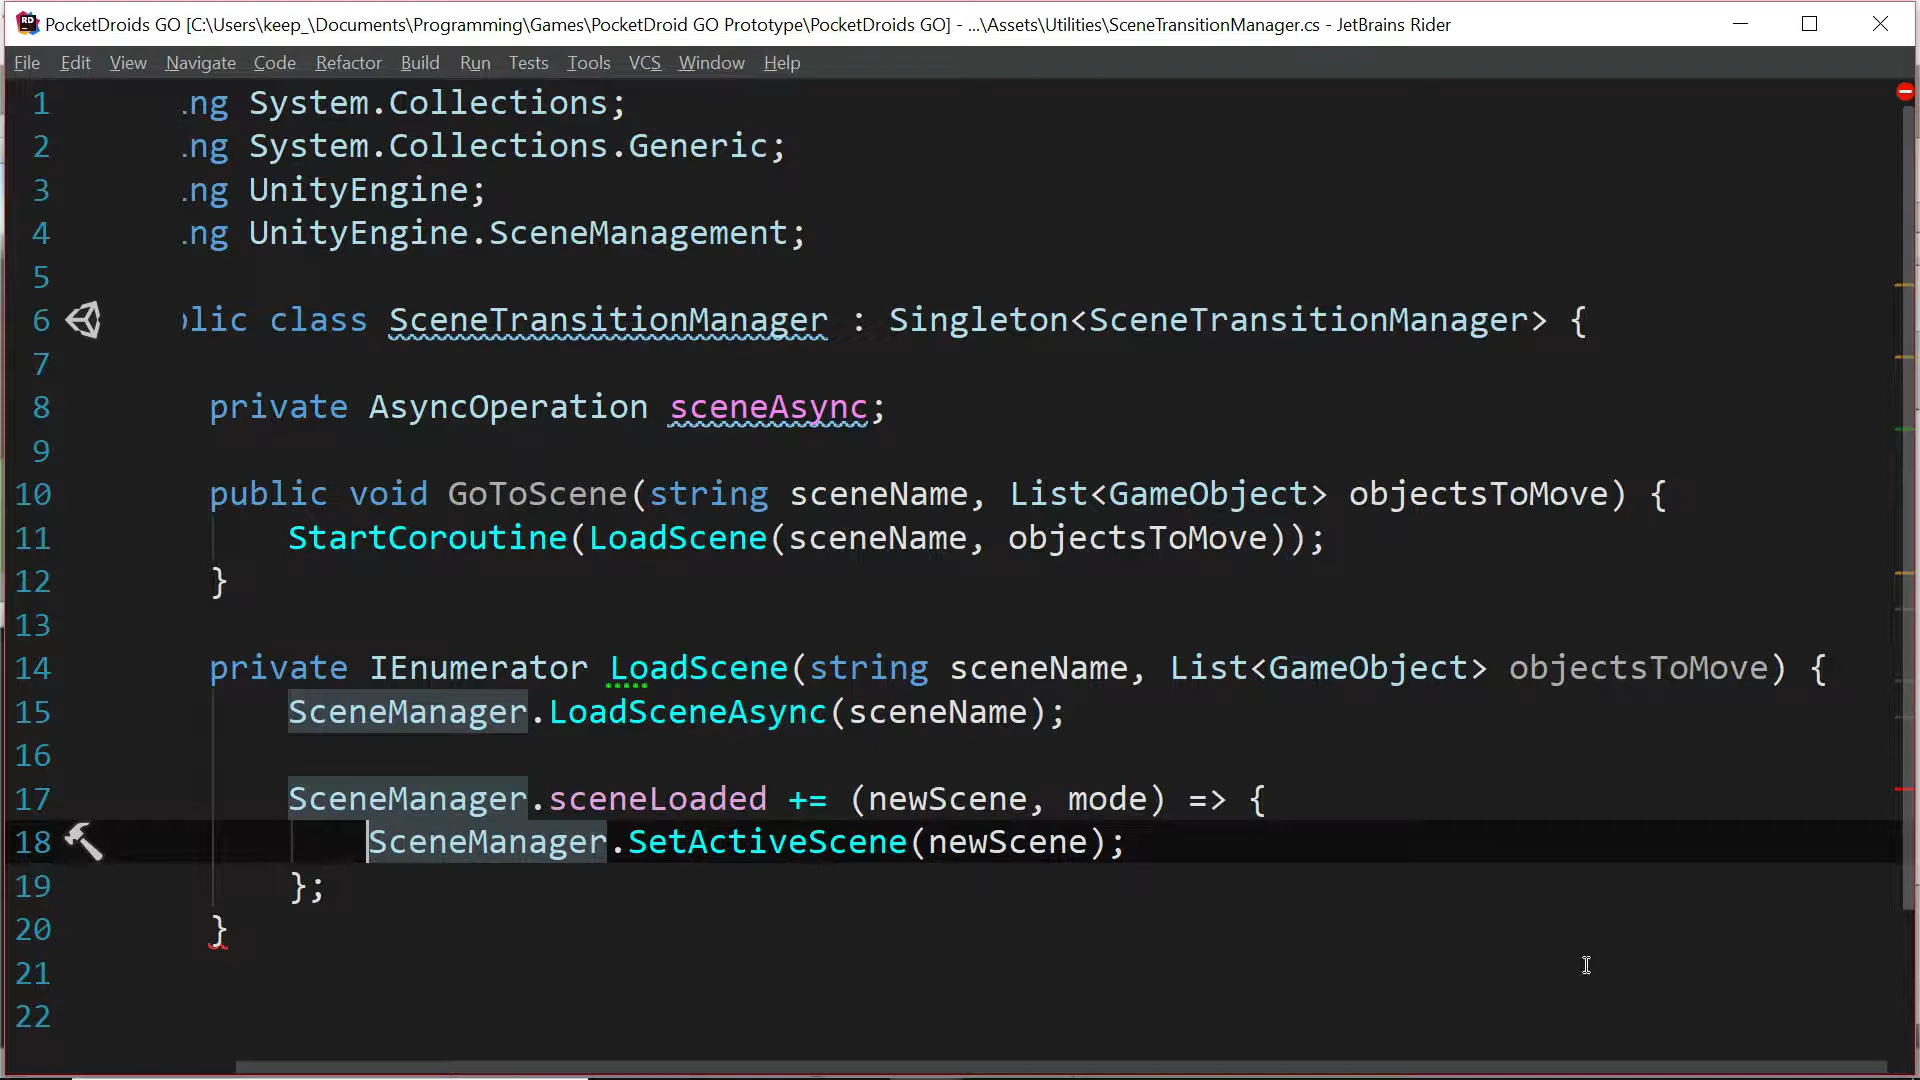 PocketDroids GO [C:\Users\keep_\Documents\Programming\Games\PocketDroid GO Prototype\PocketDroids GO] - ...\Assets\Utilities\SceneTransitionManager.cs - JetBrains Rider
File Edit View Navigate Code Refactor Build Run Tests Tools VCS Window Help
1 ng System.Collections;
2 ng System.Collections.Generic;
3 ng UnityEngine;
4 ng UnityEngine.SceneManagement;
5
6 lic class SceneTransitionManager : Singleton<SceneTransitionManager> {
7
8 private AsyncOperation sceneAsync;
9
10 public void GoToScene(string sceneName, List<GameObject> objectsToMove) {
11 StartCoroutine(LoadScene(sceneName, objectsToMove));
12 }
13
14 private IEnumerator LoadScene(string sceneName, List<GameObject> objectsToMove) {
15 SceneManager.LoadSceneAsync(sceneName);
16
17 SceneManager.sceneLoaded += (newScene, mode) => {
18 SceneManager.SetActiveScene(newScene);
19 };
20 }
21
22